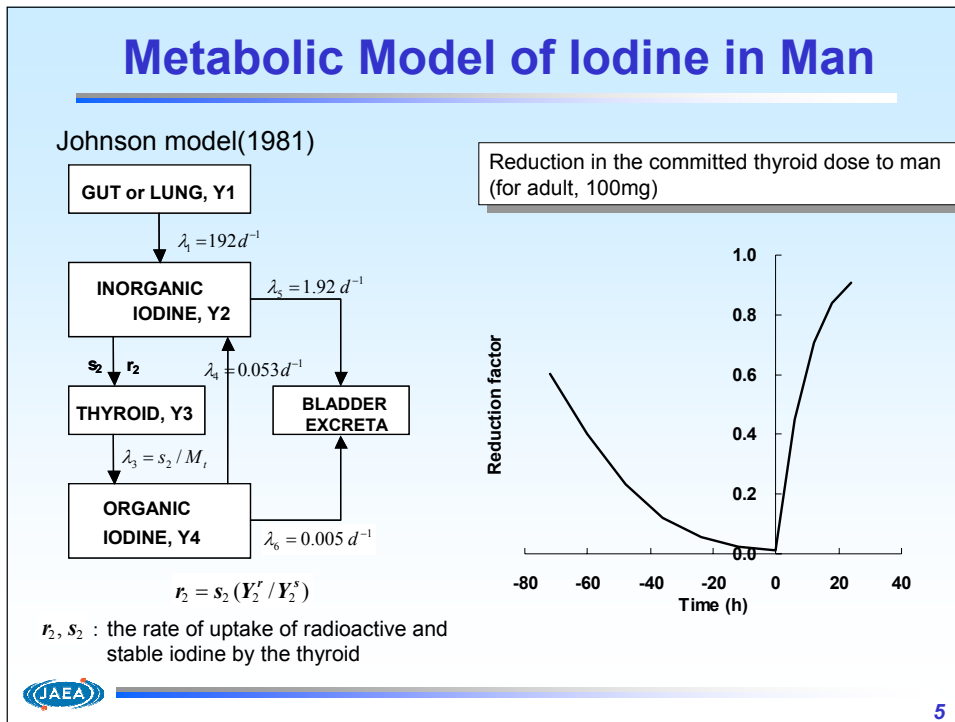 Metabolic Model of Iodine in Man
Johnson model(1981)
GUT or LUNG, Y1
λ₁ = 192 d⁻¹
INORGANIC
IODINE, Y2
λ₅ = 1.92 d⁻¹
s₂ r₂
λ₄ = 0.053 d⁻¹
THYROID, Y3
BLADDER
EXCRETA
λ₃ = s₂ / Mₜ
ORGANIC
IODINE, Y4
λ₆ = 0.005 d⁻¹
r₂ = s₂ (Y₂ʳ / Y₂ˢ)
r₂, s₂ : the rate of uptake of radioactive and
stable iodine by the thyroid
Reduction in the committed thyroid dose to man
(for adult, 100mg)
Reduction factor
1.0
0.8
0.6
0.4
0.2
0.0
-80 -60 -40 -20 0 20 40
Time (h)
JAEA
5